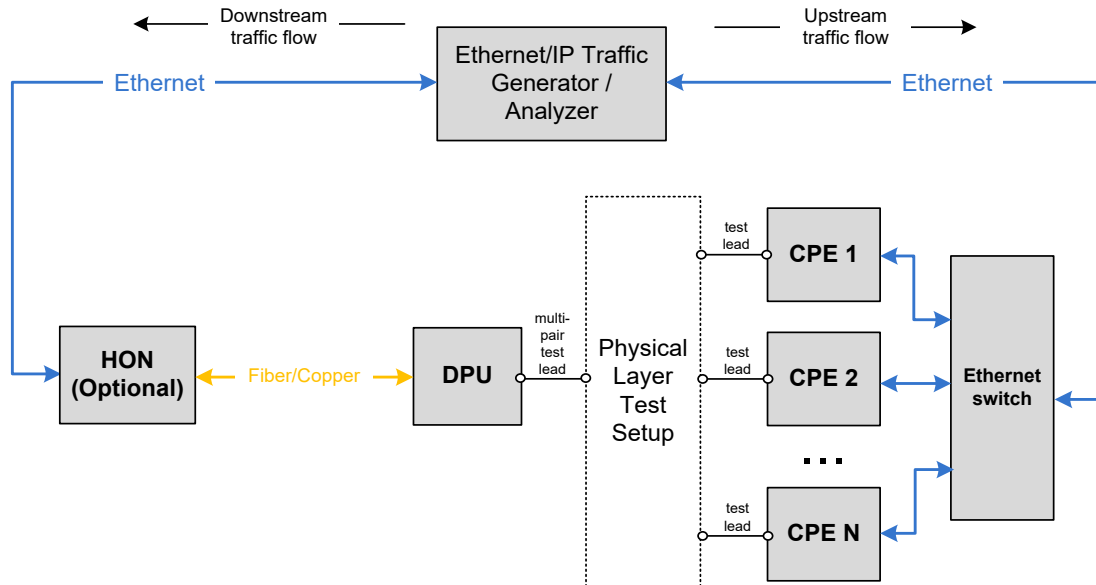 Downstream
traffic flow
Upstream
traffic flow
Ethernet/IP Traffic
Generator /
Analyzer
Ethernet
Ethernet
test
lead
CPE 1
multi-
pair
test
lead
HON
(Optional)
Fiber/Copper
DPU
Physical
Layer
Test
Setup
test
lead
CPE 2
Ethernet
switch
...
test
lead
CPE N